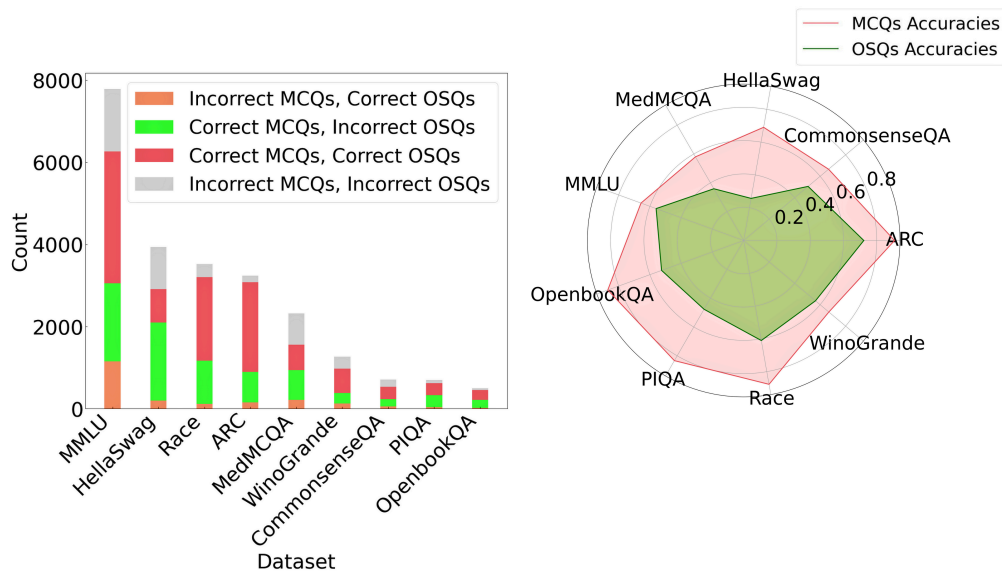 MCQs Accuracies
OSQs Accuracies
8000
6000
4000
2000
0
Count
Incorrect MCQs, Correct OSQs
Correct MCQs, Incorrect OSQs
Correct MCQs, Correct OSQs
Incorrect MCQs, Incorrect OSQs
MMLU
HellaSwag
Race
ARC
MedMCQA
WinoGrande
CommonsenseQA
PIQA
OpenbookQA
Dataset
HellaSwag
MedMCQA
CommonsenseQA
MMLU
0.8
0.6
0.4
0.2
ARC
OpenbookQA
WinoGrande
PIQA
Race